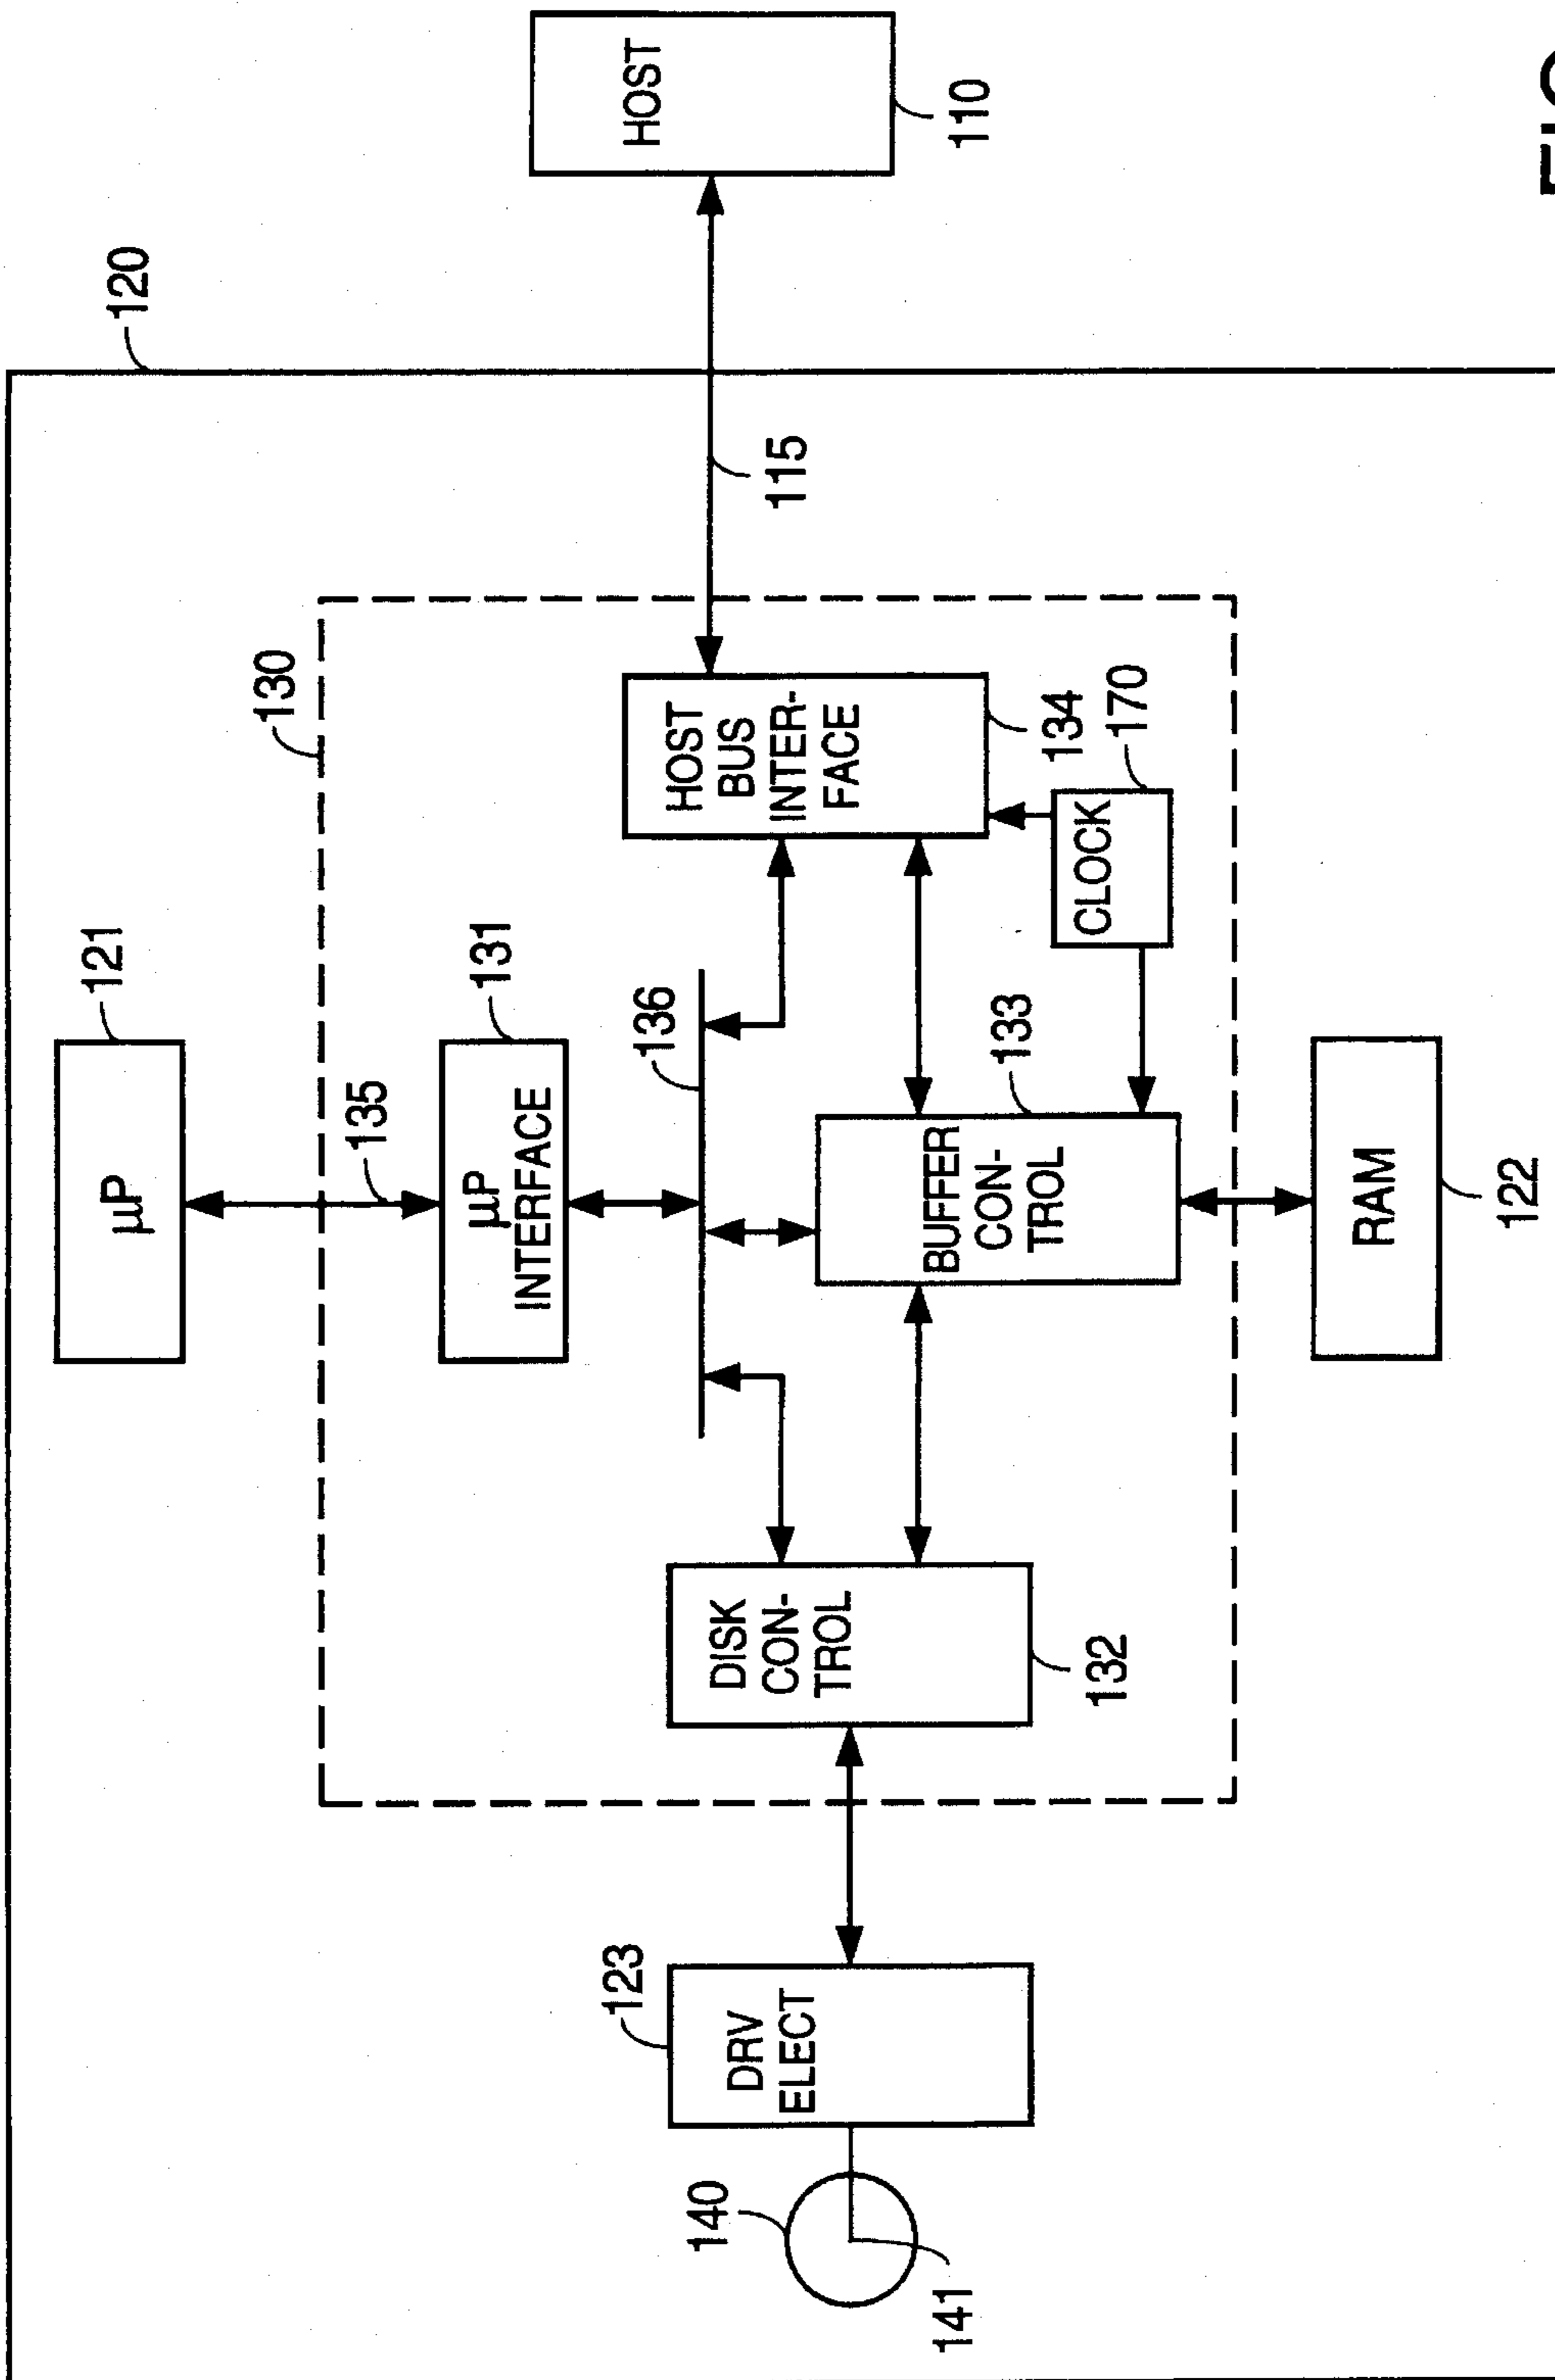 120
121
µP
130
135
131
µP
INTERFACE
136
HOST
110
115
HOST
BUS
INTER-
FACE
134
170
CLOCK
133
BUFFER
CON-
TROL
DISK
CON-
TROL
132
123
DRV
ELECT
140
141
RAM
122